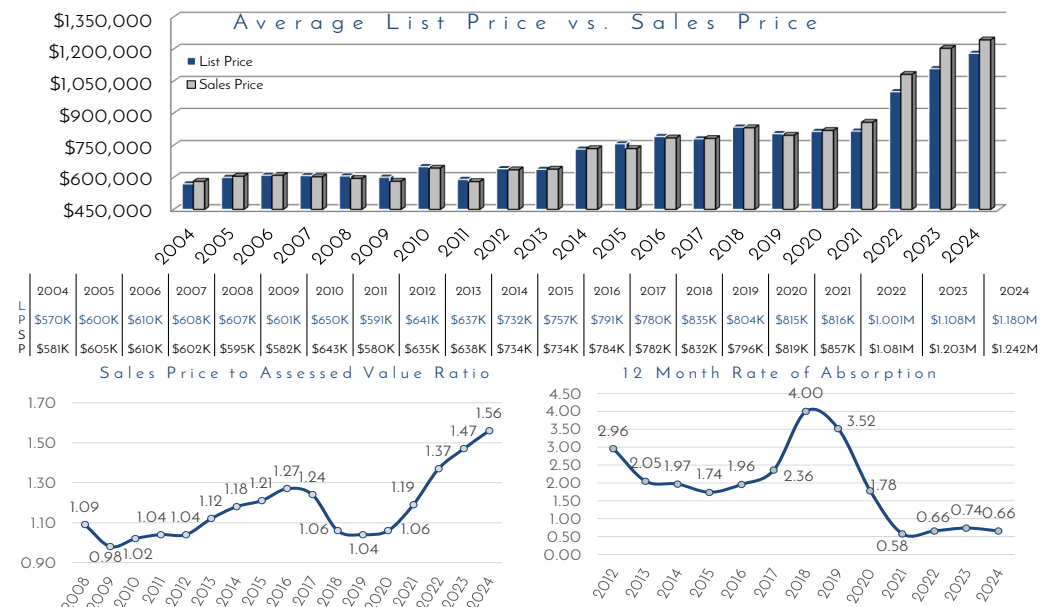 Average List Price vs. Sales Price
$1,350,000
$1,200,000
$1,050,000
$900,000
$750,000
$600,000
$450,000
List Price
Sales Price
2004 2005 2006 2007 2008 2009 2010 2011 2012 2013 2014 2015 2016 2017 2018 2019 2020 2021 2022 2023 2024
2004 2005 2006 2007 2008 2009 2010 2011 2012 2013 2014 2015 2016 2017 2018 2019 2020 2021 2022 2023 2024
LP $570K $600K $610K $608K $607K $601K $650K $591K $641K $637K $732K $757K $791K $780K $835K $804K $815K $816K $1.001M $1.108M $1.180M
SP $581K $605K $610K $602K $595K $582K $643K $580K $635K $638K $734K $734K $784K $782K $832K $796K $819K $857K $1.081M $1.203M $1.242M
Sales Price to Assessed Value Ratio
1.70
1.50
1.30
1.10
0.90
1.09 0.98 1.02 1.04 1.04 1.12 1.18 1.21 1.27 1.24 1.06 1.04 1.06 1.19 1.37 1.47 1.56
2008 2009 2010 2011 2012 2013 2014 2015 2016 2017 2018 2019 2020 2021 2022 2023 2024
12 Month Rate of Absorption
4.50
4.00
3.50
3.00
2.50
2.00
1.50
1.00
0.50
0.00
2.96 2.05 1.97 1.74 1.96 2.36 4.00 3.52 1.78 0.58 0.66 0.74 0.66
2012 2013 2014 2015 2016 2017 2018 2019 2020 2021 2022 2023 2024